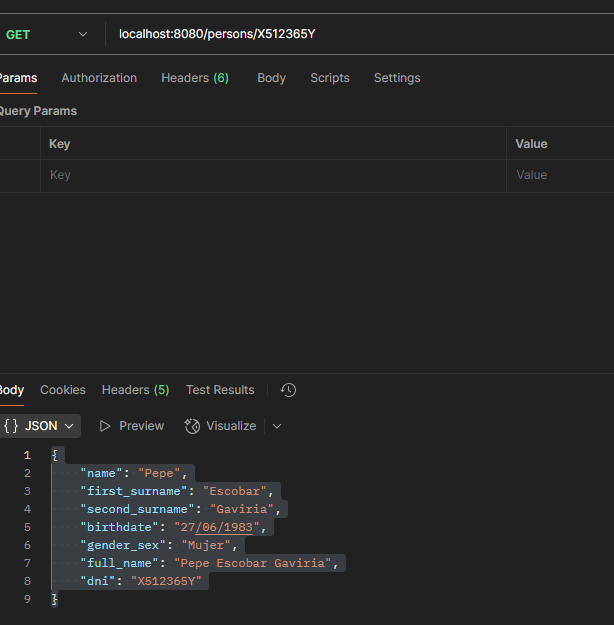 GET localhost:8080/persons/X512365Y
Params Authorization Headers (6) Body Scripts Settings
Query Params
Key Value
Key Value
Body Cookies Headers (5) Test Results
{} JSON Preview Visualize
1 {
2 "name": "Pepe",
3 "first_surname": "Escobar",
4 "second_surname": "Gaviria",
5 "birthdate": "27/06/1983",
6 "gender_sex": "Mujer",
7 "full_name": "Pepe Escobar Gaviria",
8 "dni": "X512365Y"
9 }